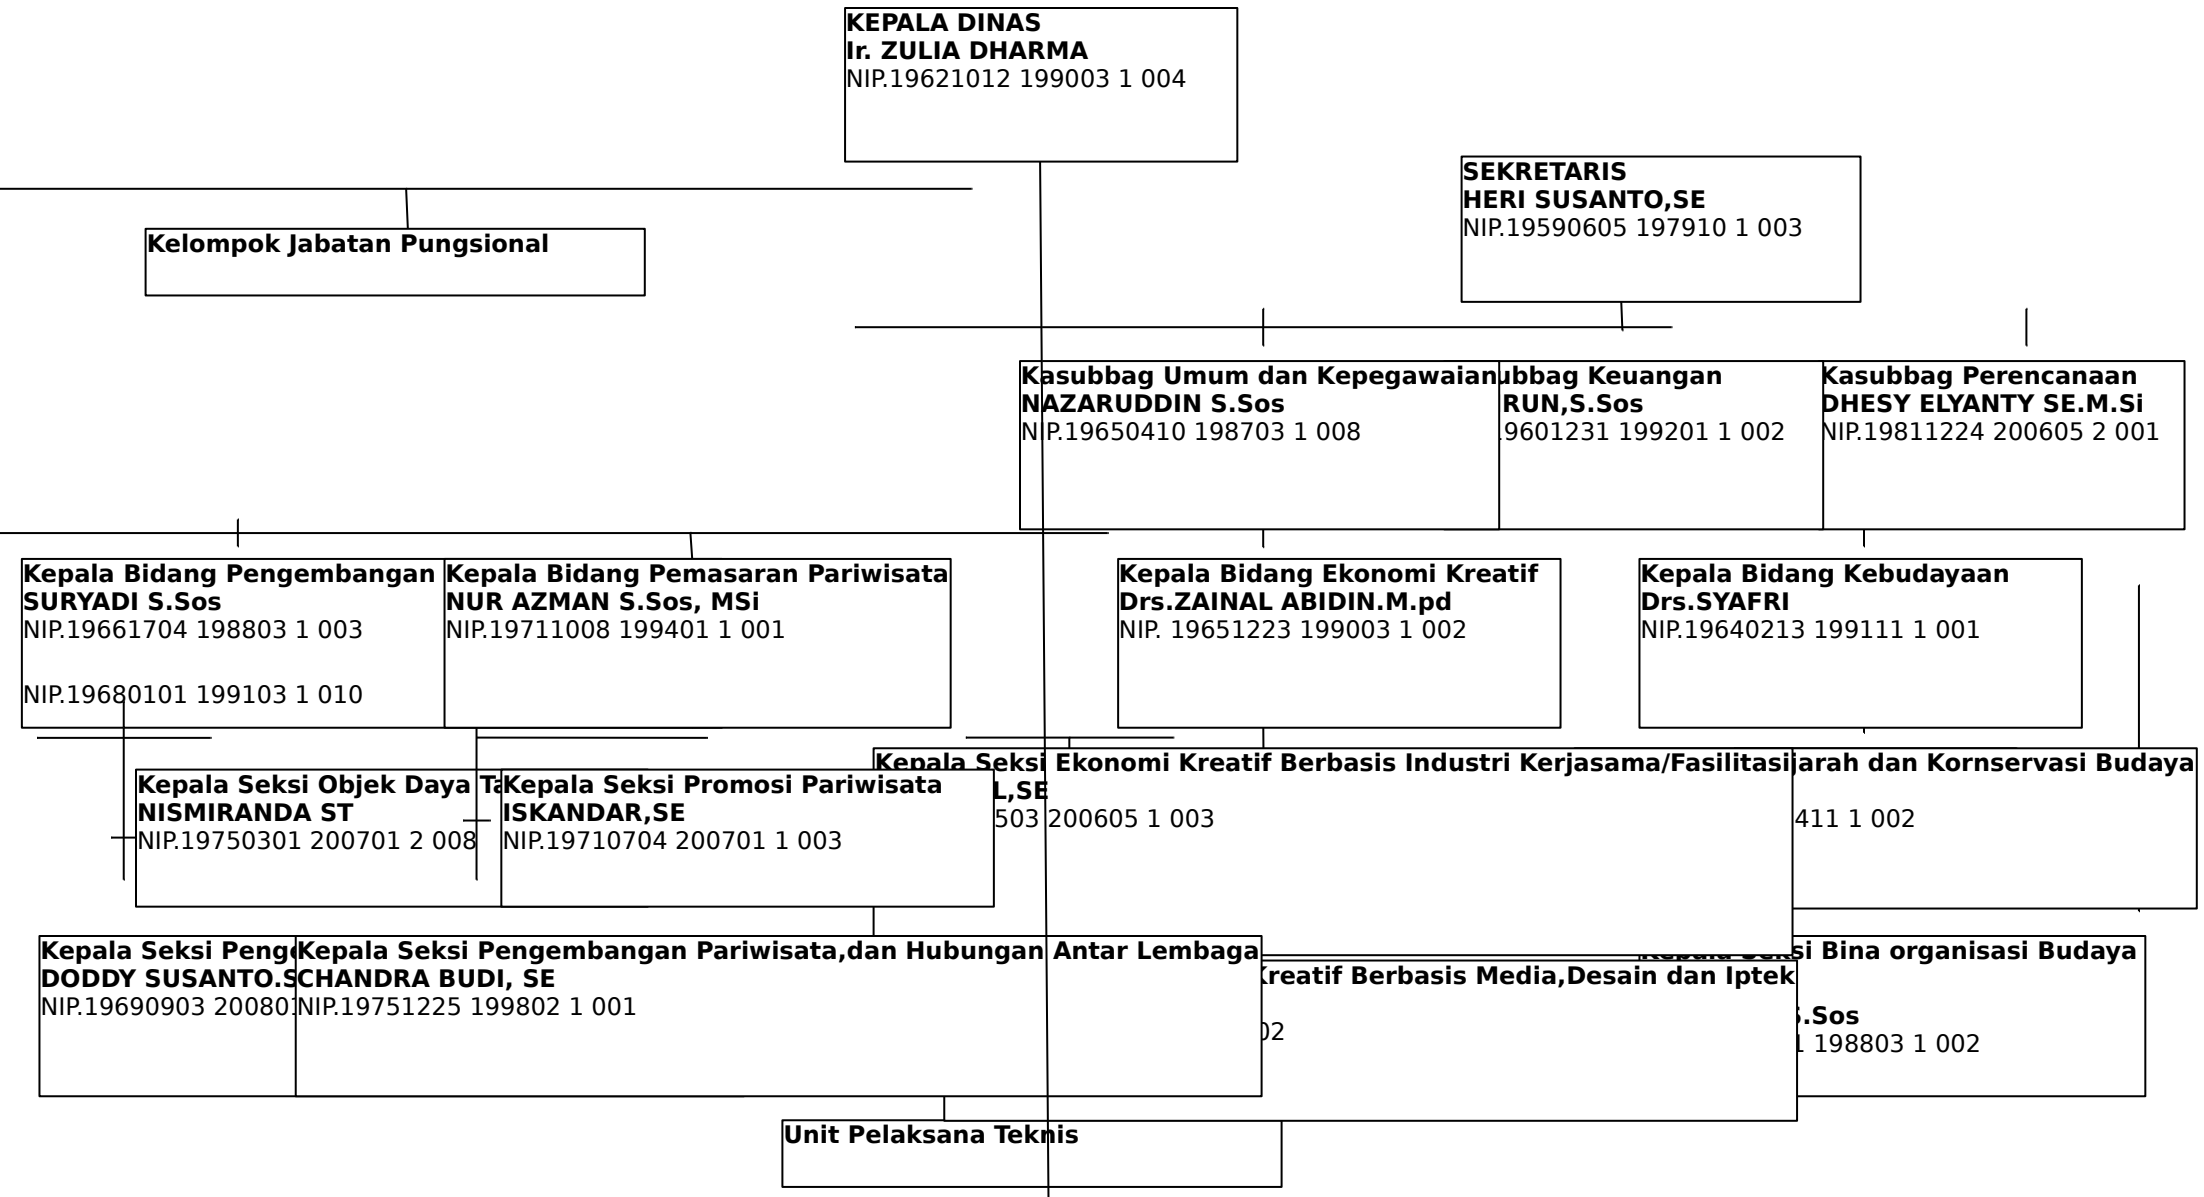 KEPALA DINAS
Ir. ZULIA DHARMA
NIP.19621012 199003 1 004
SEKRETARIS
HERI SUSANTO,SE
NIP.19590605 197910 1 003
Kelompok Jabatan Pungsional
Kasubbag Umum dan Kepegawaian
NAZARUDDIN S.Sos
NIP.19650410 198703 1 008
Keuangan
RUN,S.Sos
9601231 199201 1 002
Kasubbag Perencanaan
DHESY ELYANTY SE.M.Si
NIP.19811224 200605 2 001
Kepala Bidang Pengembangan
SURYADI S.Sos
NIP.19661704 198803 1 003
NIP.19680101 199103 1 010
Kepala Bidang Pemasaran Pariwisata
NUR AZMAN S.Sos, MSi
NIP.19711008 199401 1 001
Kepala Bidang Ekonomi Kreatif
Drs.ZAINAL ABIDIN.M.pd
NIP. 19651223 199003 1 002
Kepala Bidang Kebudayaan
Drs.SYAFRI
NIP.19640213 199111 1 001
Kepala Seksi Objek Daya
NISMIRANDA ST
NIP.19750301 200701 2 008
Kepala Seksi Promosi Pariwisata
ISKANDAR,SE
NIP.19710704 200701 1 003
Kepala Seksi Ekonomi Kreatif Berbasis Industri Kerjasama/Fasilitasi
L,SE
503 200605 1 003
jarah dan Kornservasi Budaya
411 1 002
Kepala Seksi
DODDY SUSANTO.S
NIP.19690903 20080
Kepala Seksi Pengembangan Pariwisata,dan Hubungan Antar Lembaga
CHANDRA BUDI, SE
NIP.19751225 199802 1 001
Kreatif Berbasis Media,Desain dan Iptek
02
Bina organisasi Budaya
.Sos
198803 1 002
Unit Pelaksana Teknis